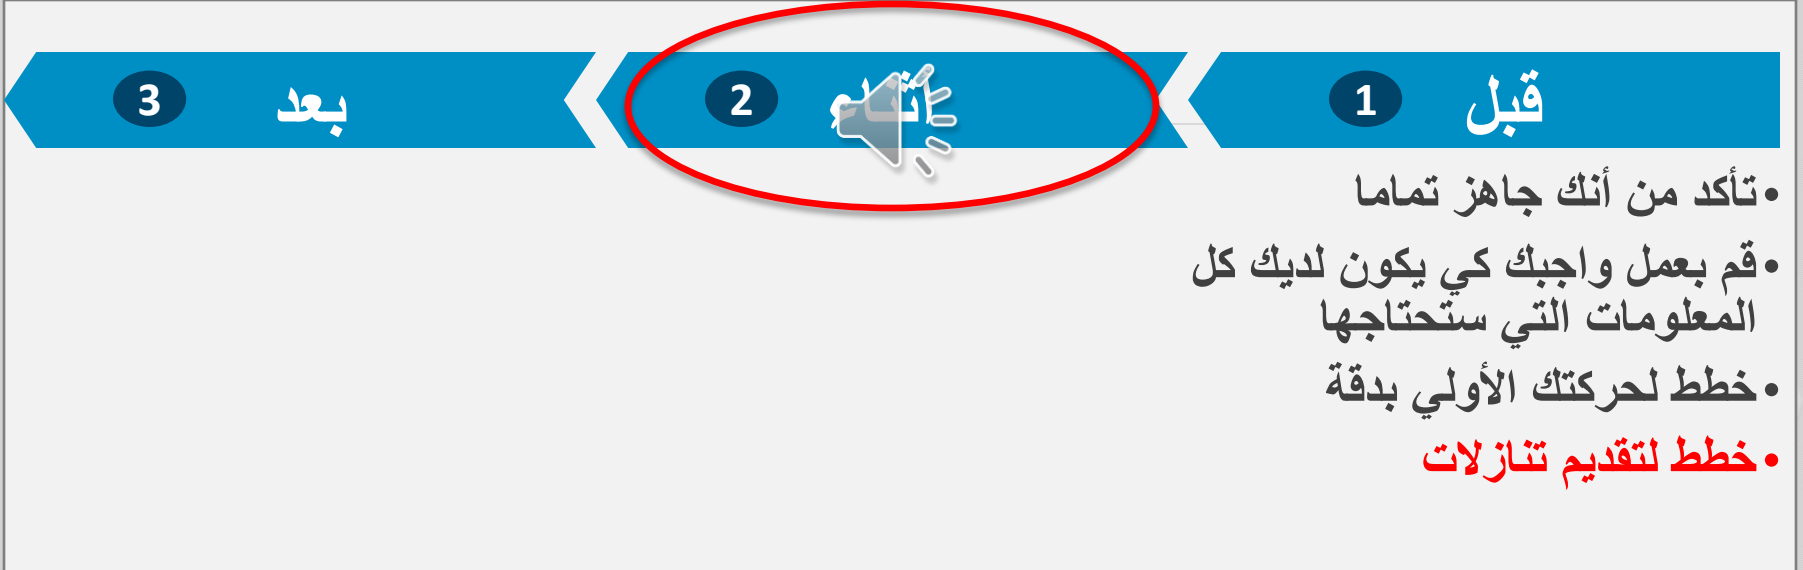 قبل 1
اثناء 2
بعد 3
•تأكد من أنك جاهز تماما
•قم بعمل واجبك كي يكون لديك كل
المعلومات التي ستحتاجها
•خطط لحركتك الأولي بدقة
•خطط لتقديم تنازلات